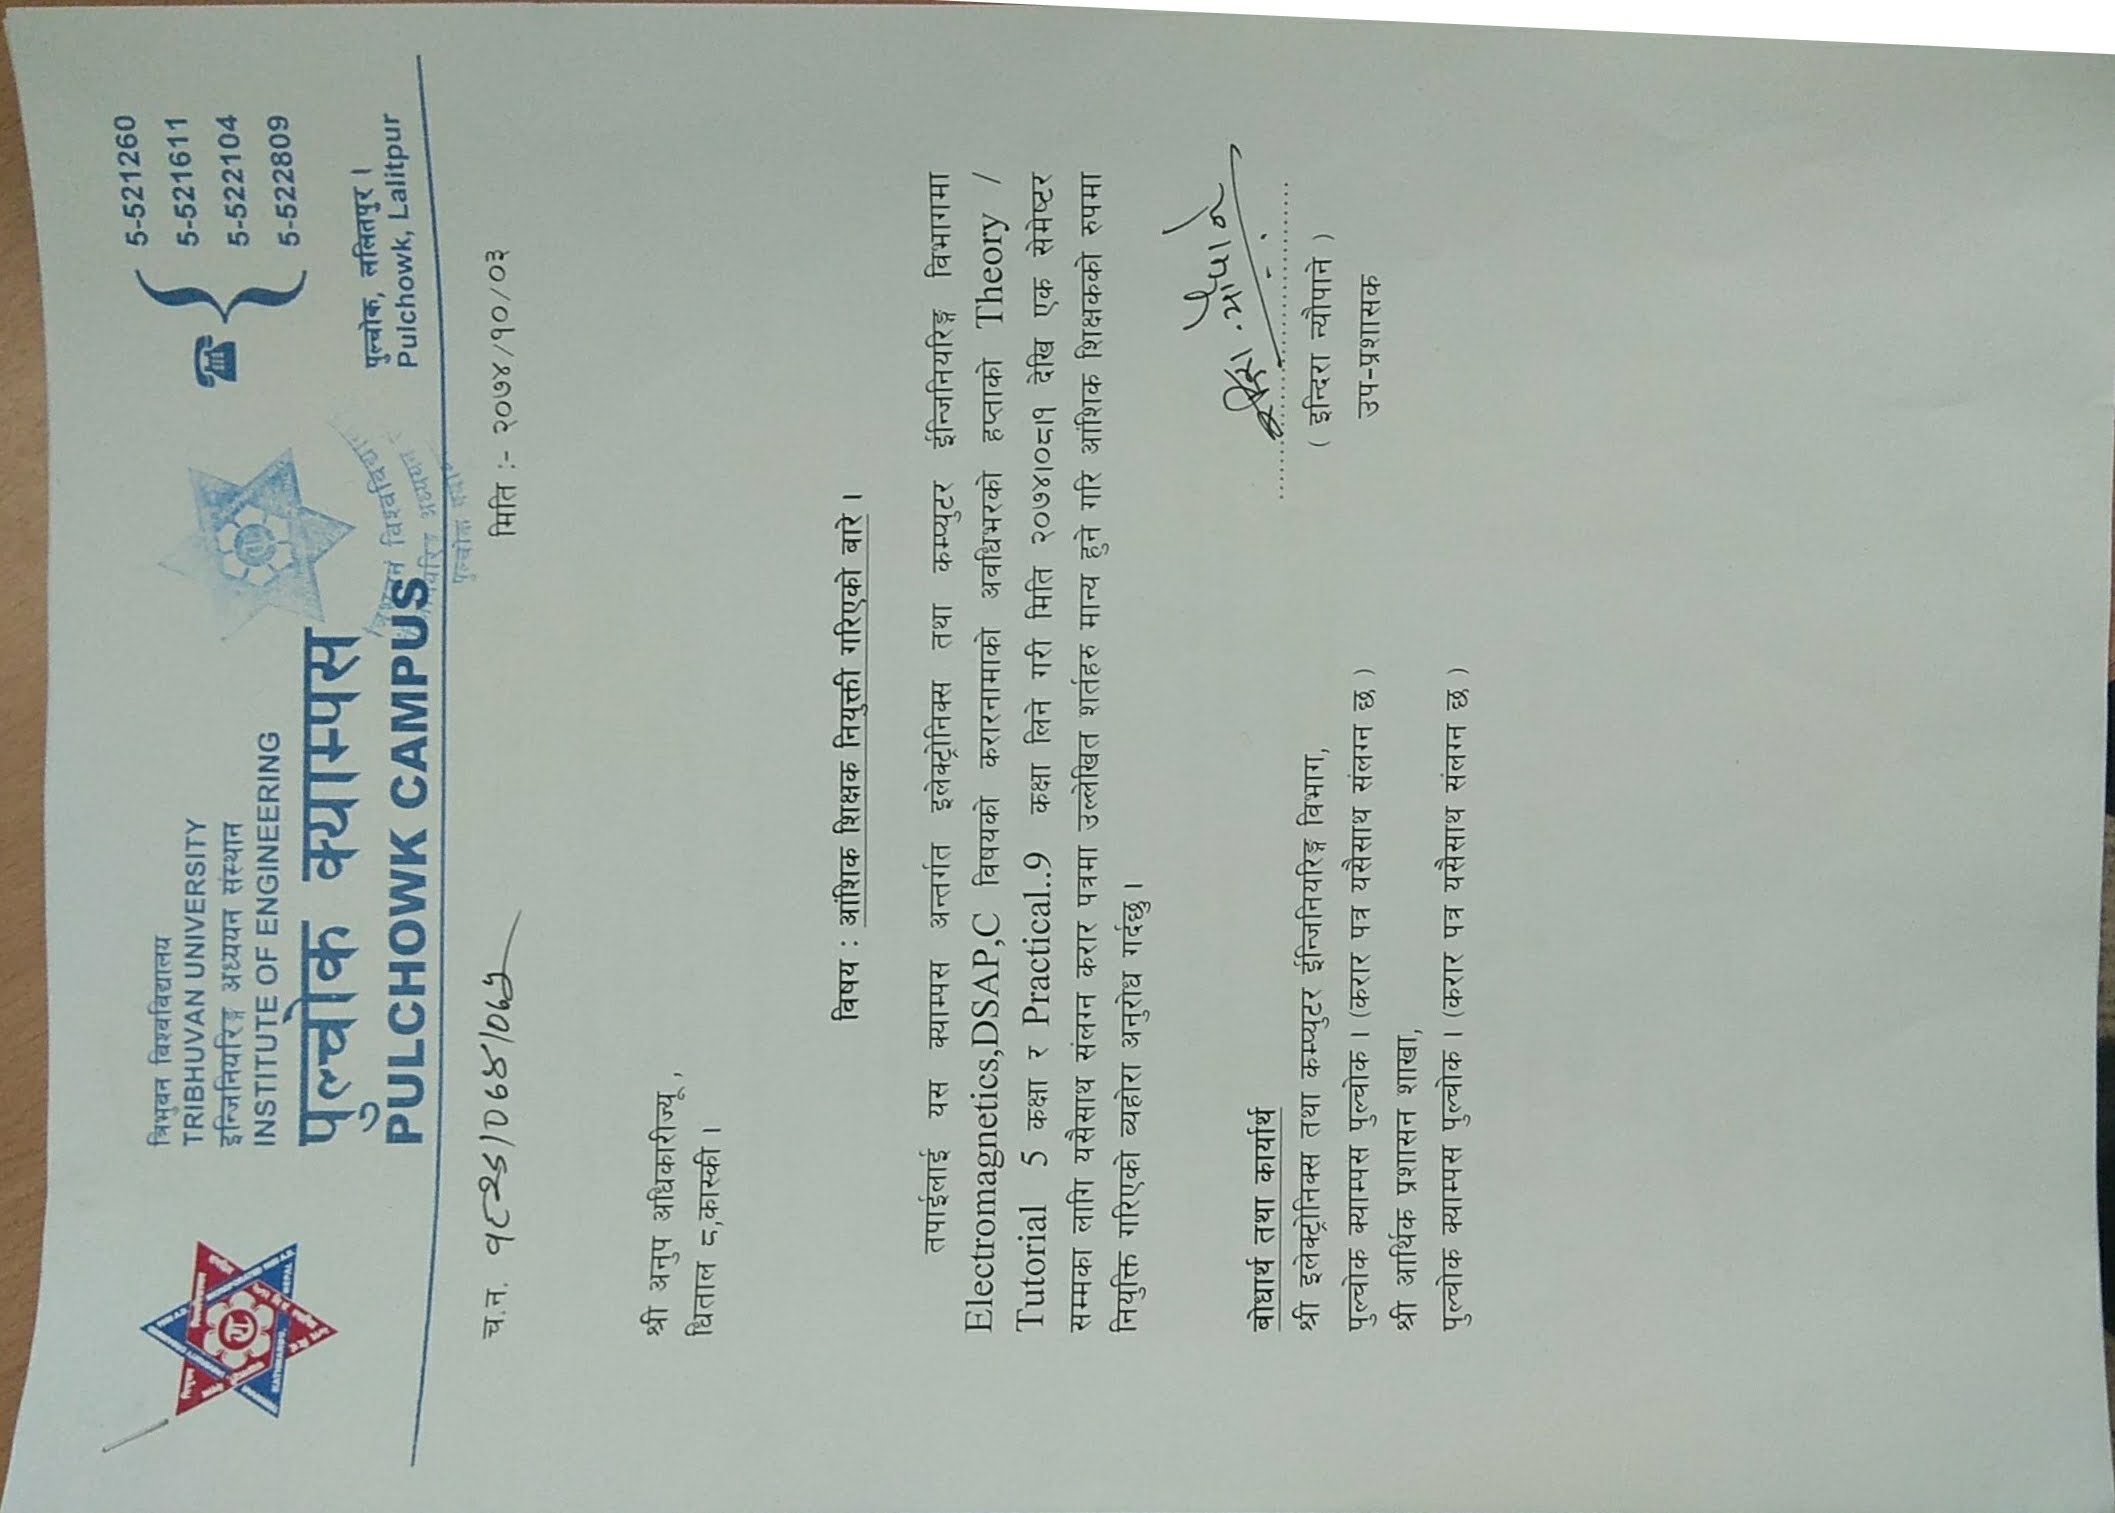 त्रिभुवन विश्वविद्यालय
TRIBHUVAN UNIVERSITY
इन्जिनियरिङ्ग अध्ययन संस्थान
INSTITUTE OF ENGINEERING
पुल्चोक क्याम्पस
PULCHOWK CAMPUS
5-521260
5-521611
5-522104
5-522809
पुल्चोक, ललितपुर ।
Pulchowk, Lalitpur
च.न.
मिति :- २०७४/१०/०३
श्री अनुप अधिकारीज्यू ,
धिताल ८,कास्की ।
विषय : आंशिक शिक्षक नियुक्ती गरिएको बारे ।
तपाईलाई यस क्याम्पस अन्तर्गत इलेक्ट्रोनिक्स तथा कम्प्युटर ईन्जिनियरिङ्ग विभागमा
Electromagnetics,DSAP,C विषयको करारनामाको अवधिभरको हप्ताको Theory /
Tutorial 5 कक्षा र Practical..9 कक्षा लिने गरी मिति २०७४।०८।१ देखि एक सेमेष्टर
सम्मका लागि यसैसाथ संलग्न करार पत्रमा उल्लेखित शर्तहरु मान्य हुने गरि आंशिक शिक्षकको रुपमा
नियुक्ति गरिएको व्यहोरा अनुरोध गर्दछु ।
( इन्दिरा न्यौपाने )
उप-प्रशासक
बोधार्थ तथा कार्यार्थ
श्री इलेक्ट्रोनिक्स तथा कम्प्युटर ईन्जिनियरिङ्ग विभाग,
पुल्चोक क्याम्पस पुल्चोक । (करार पत्र यसैसाथ संलग्न छ )
श्री आर्थिक प्रशासन शाखा,
पुल्चोक क्याम्पस पुल्चोक । (करार पत्र यसैसाथ संलग्न छ )